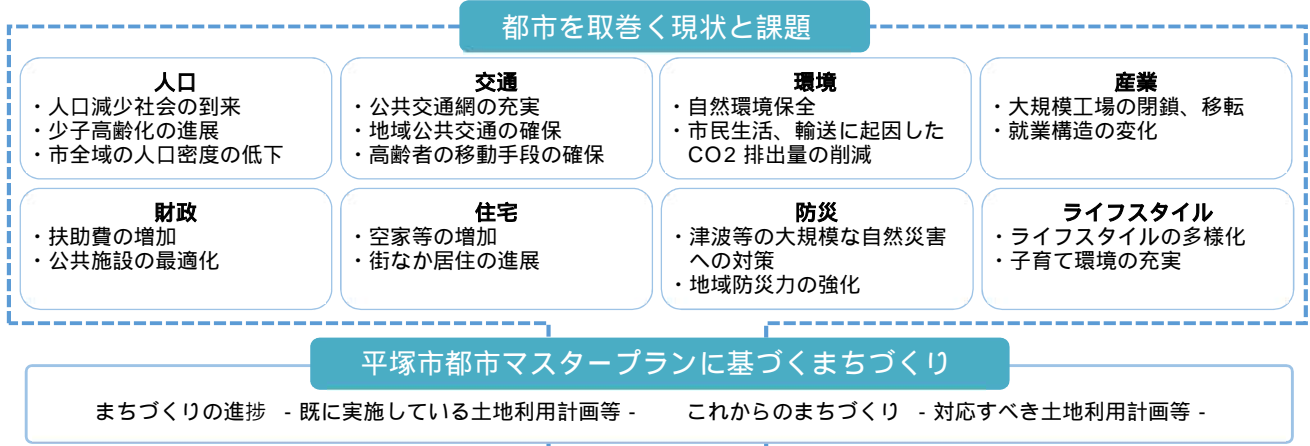 都市を取巻く現状と課題
人口
・人口減少社会の到来
・少子高齢化の進展
・市全域の人口密度の低下
交通
・公共交通網の充実
・地域公共交通の確保
・高齢者の移動手段の確保
環境
・自然環境保全
・市民生活、輸送に起因した
CO2 排出量の削減
産業
・大規模工場の閉鎖、移転
・就業構造の変化
財政
・扶助費の増加
・公共施設の最適化
住宅
・空家等の増加
・街なか居住の進展
防災
・津波等の大規模な自然災害
への対策
・地域防災力の強化
ライフスタイル
・ライフスタイルの多様化
・子育て環境の充実
平塚市都市マスタープランに基づくまちづくり
まちづくりの進捗 - 既に実施している土地利用計画等 - これからのまちづくり - 対応すべき土地利用計画等 -